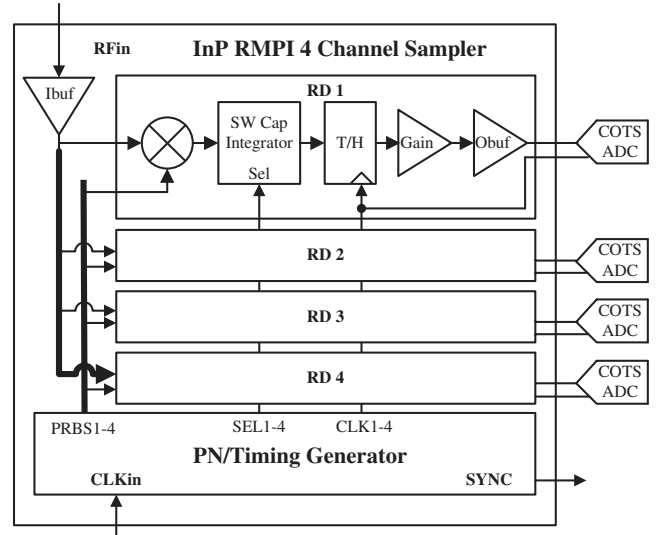 RFin
InP RMPI 4 Channel Sampler
Ibuf
RD 1
SW Cap
Integrator
Sel
T/H
Gain
Obuf
COTS
ADC
RD 2
COTS
ADC
RD 3
COTS
ADC
RD 4
COTS
ADC
PRBS1-4
SEL1-4
CLK1-4
PN/Timing Generator
CLKin
SYNC